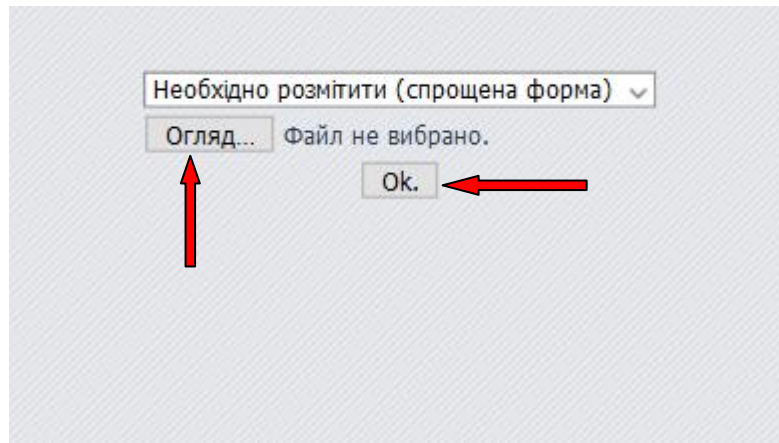 Необхідно розмітити (спрощена форма)
Огляд... Файл не вибрано.
Ok.